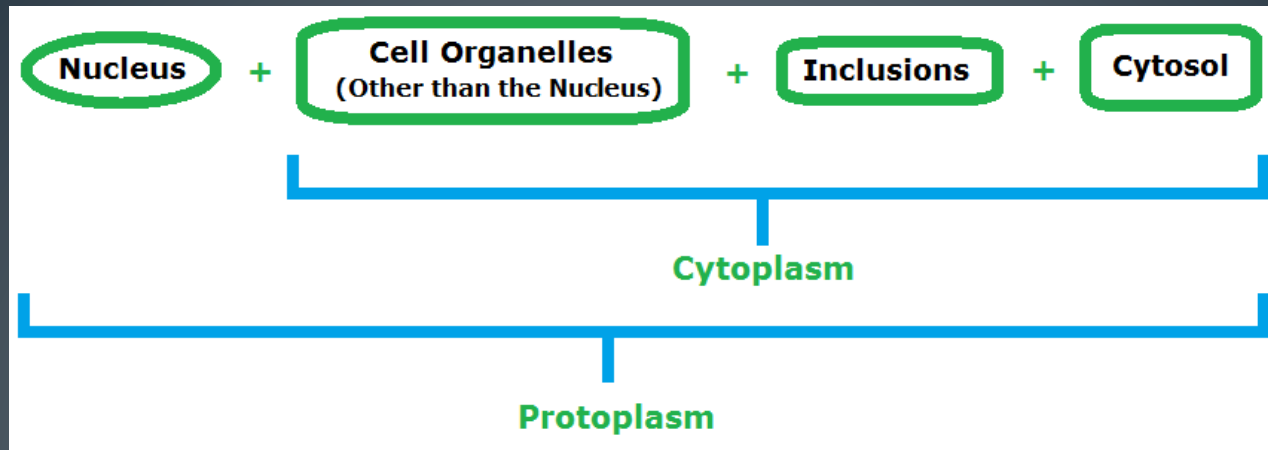 Nucleus + Cell Organelles + Inclusions + Cytosol
(Other than the Nucleus)
Cytoplasm
Protoplasm